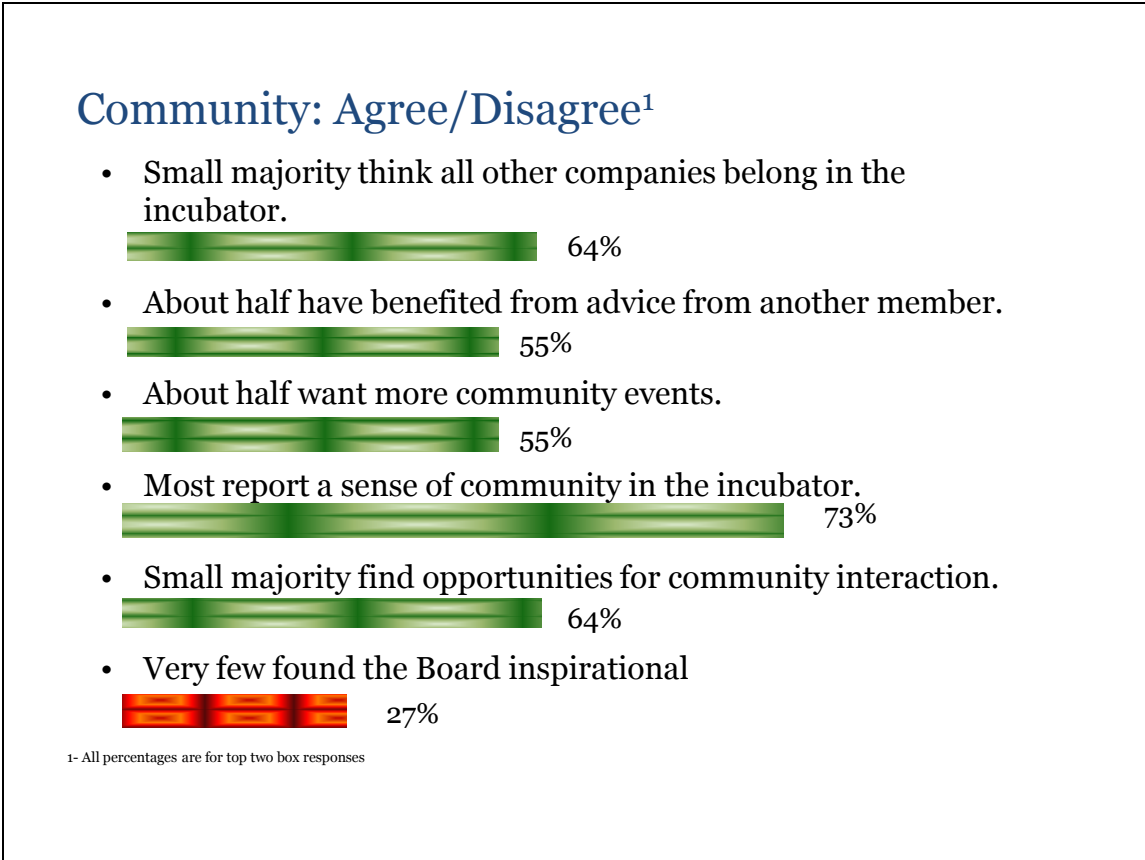 Community: Agree/Disagree¹
• Small majority think all other companies belong in the
incubator.
64%
• About half have benefited from advice from another member.
55%
• About half want more community events.
55%
• Most report a sense of community in the incubator.
73%
• Small majority find opportunities for community interaction.
64%
• Very few found the Board inspirational
27%
1- All percentages are for top two box responses